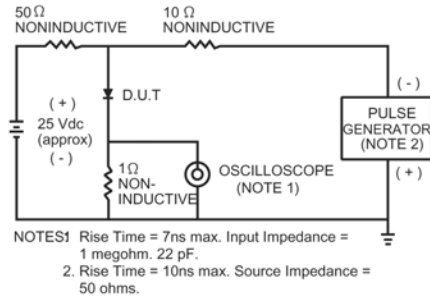 50 Ω
NONINDUCTIVE
10 Ω
NONINDUCTIVE
D.U.T
( + )
25 Vdc
(approx)
( - )
( - )
PULSE
GENERATOR
(NOTE 2)
( + )
1 Ω
NON-
INDUCTIVE
OSCILLOSCOPE
(NOTE 1)
NOTES1 Rise Time = 7ns max. Input Impedance =
1 megohm. 22 pF.
2. Rise Time = 10ns max. Source Impedance =
50 ohms.